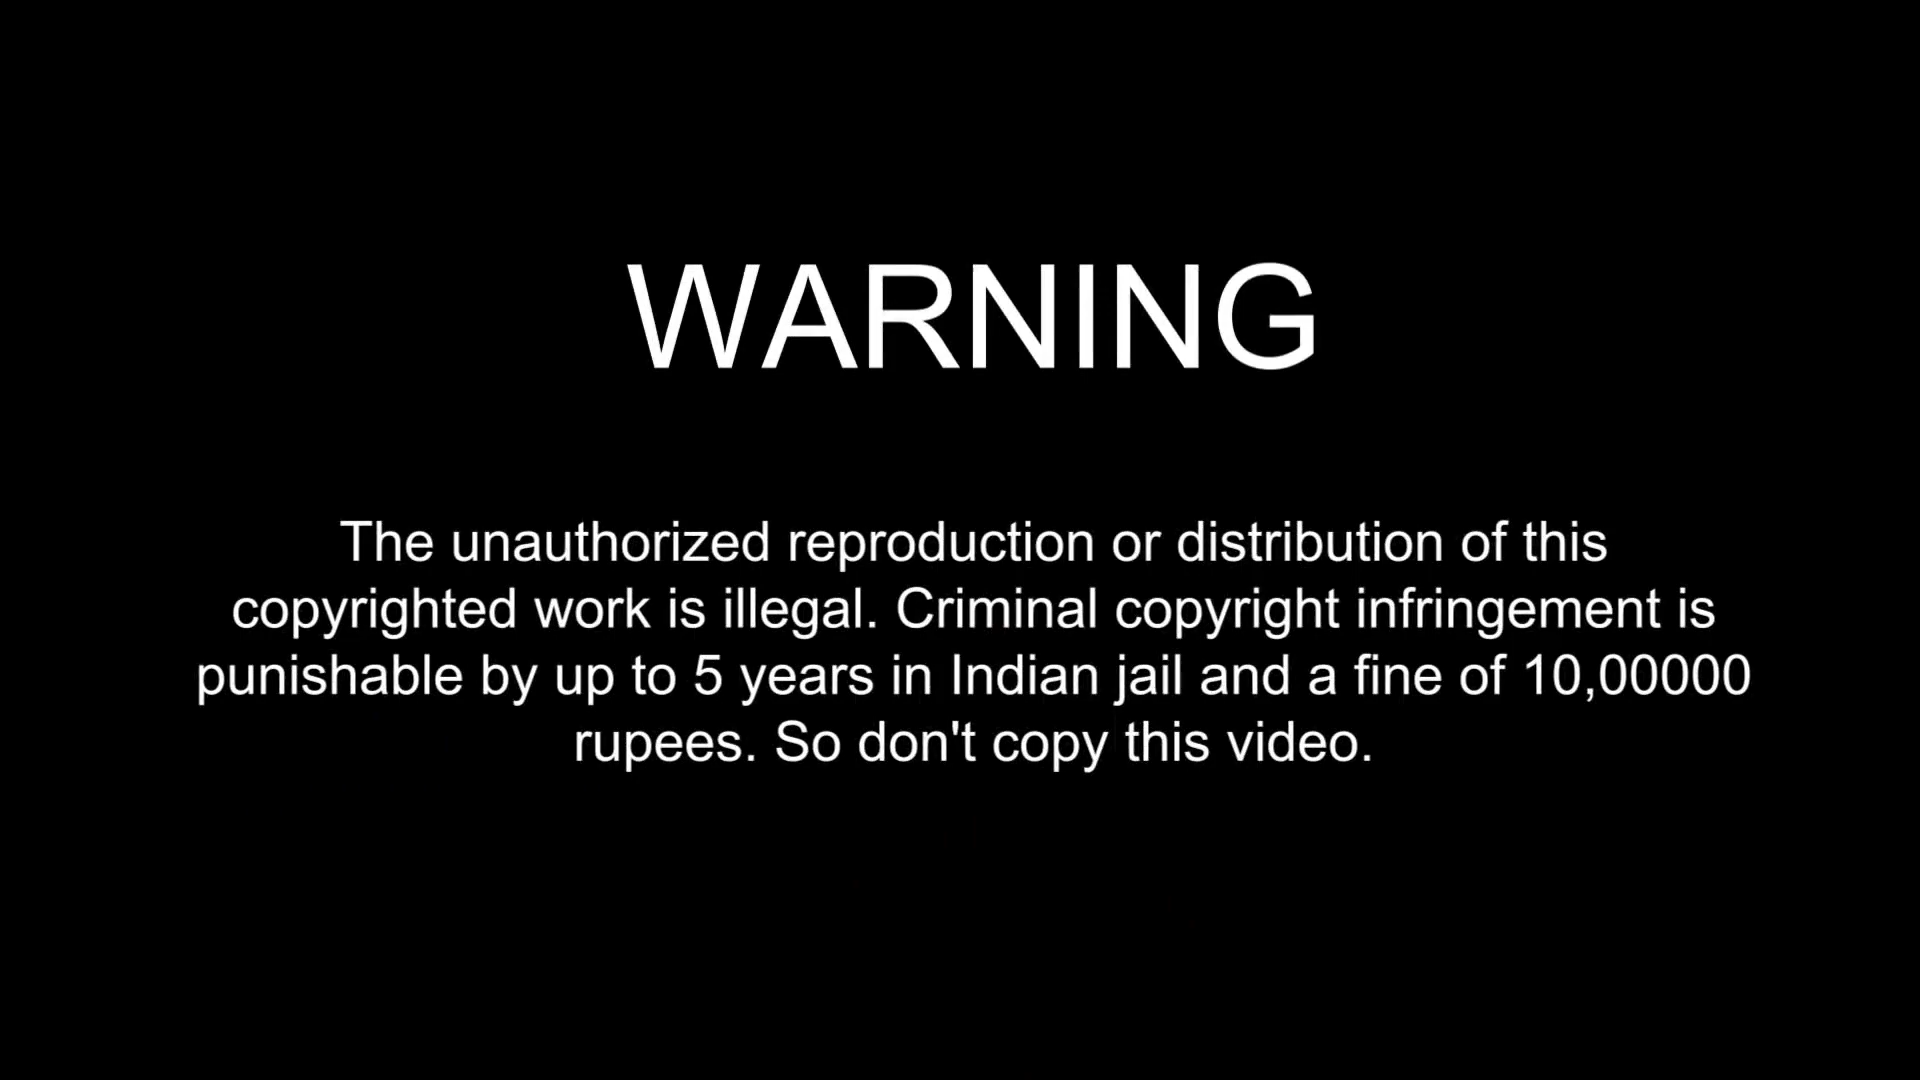 WARNING
The unauthorized reproduction or distribution of this
copyrighted work is illegal. Criminal copyright infringement is
punishable by up to 5 years in Indian jail and a fine of 10,00000
rupees. So don't copy this video.